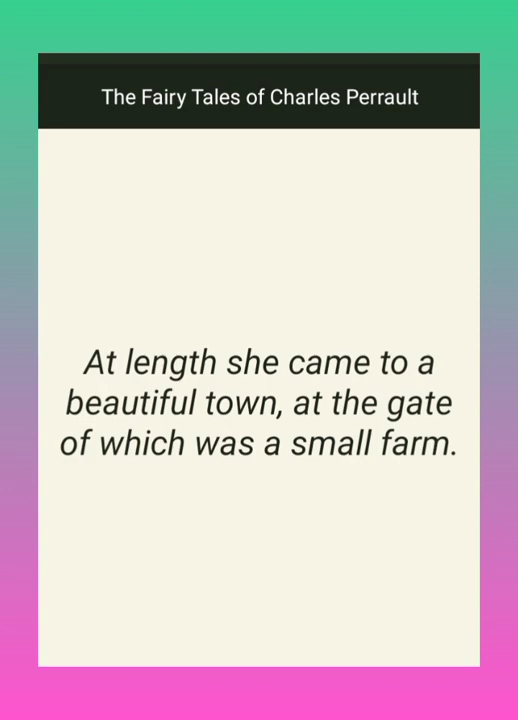 The Fairy Tales of Charles Perrault
At length she came to a
beautiful town, at the gate
of which was a small farm.